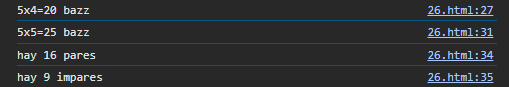 5x4=20 bazz 26.html:27
5x5=25 bazz 26.html:31
hay 16 pares 26.html:34
hay 9 impares 26.html:35